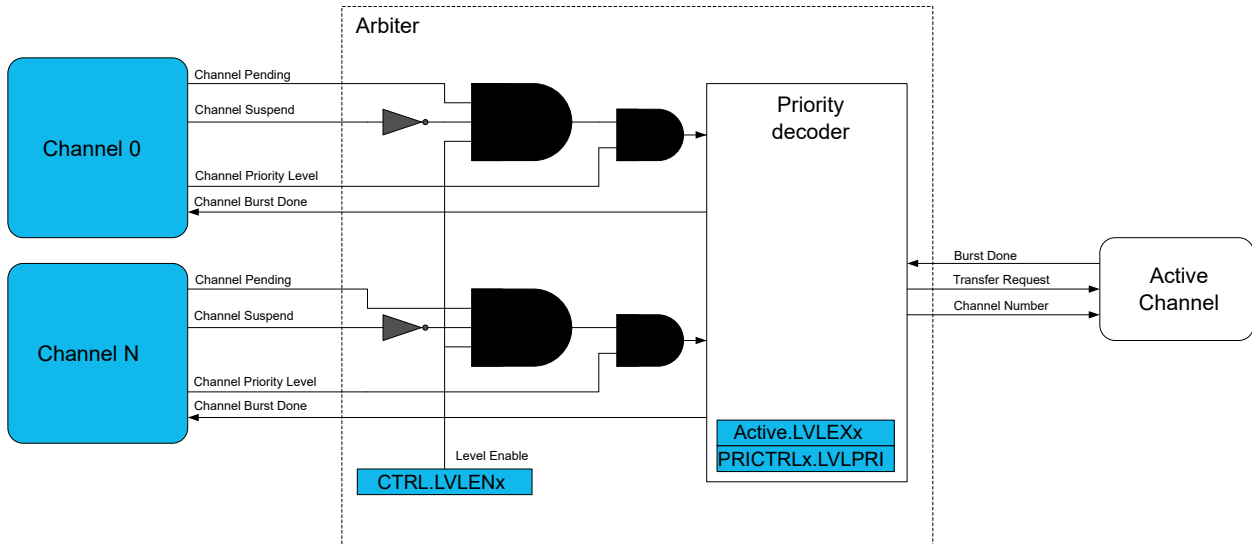 Arbiter
Channel Pending
Channel Suspend
Channel 0
Channel Priority Level
Channel Burst Done
Priority
decoder
Burst Done
Transfer Request
Channel Number
Active
Channel
Channel Pending
Channel Suspend
Channel N
Channel Priority Level
Channel Burst Done
Level Enable
CTRL.LVLENx
Active.LVLEXx
PRICTRLx.LVLPRI